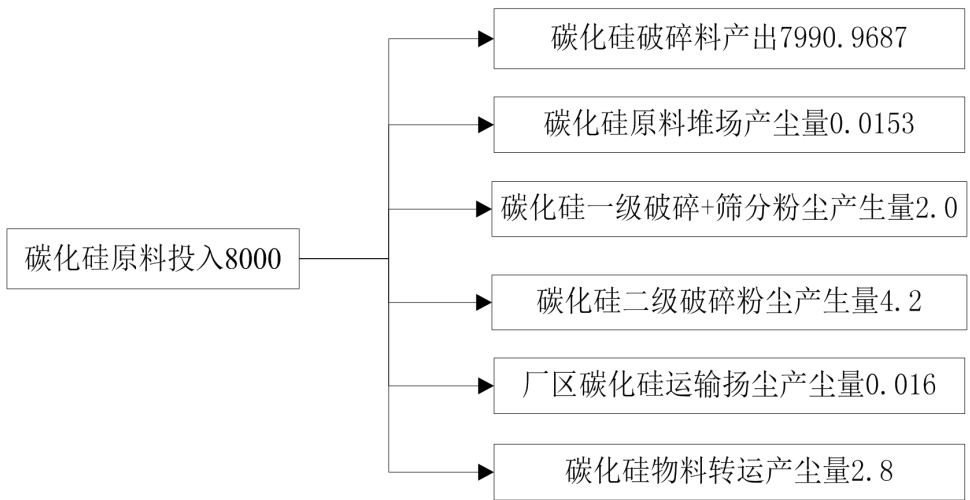 碳化硅破碎料产出7990.9687
碳化硅原料堆场产尘量0.0153
碳化硅一级破碎+筛分粉尘产生量2.0
碳化硅原料投入8000
碳化硅二级破碎粉尘产生量4.2
厂区碳化硅运输扬尘产尘量0.016
碳化硅物料转运产尘量2.8